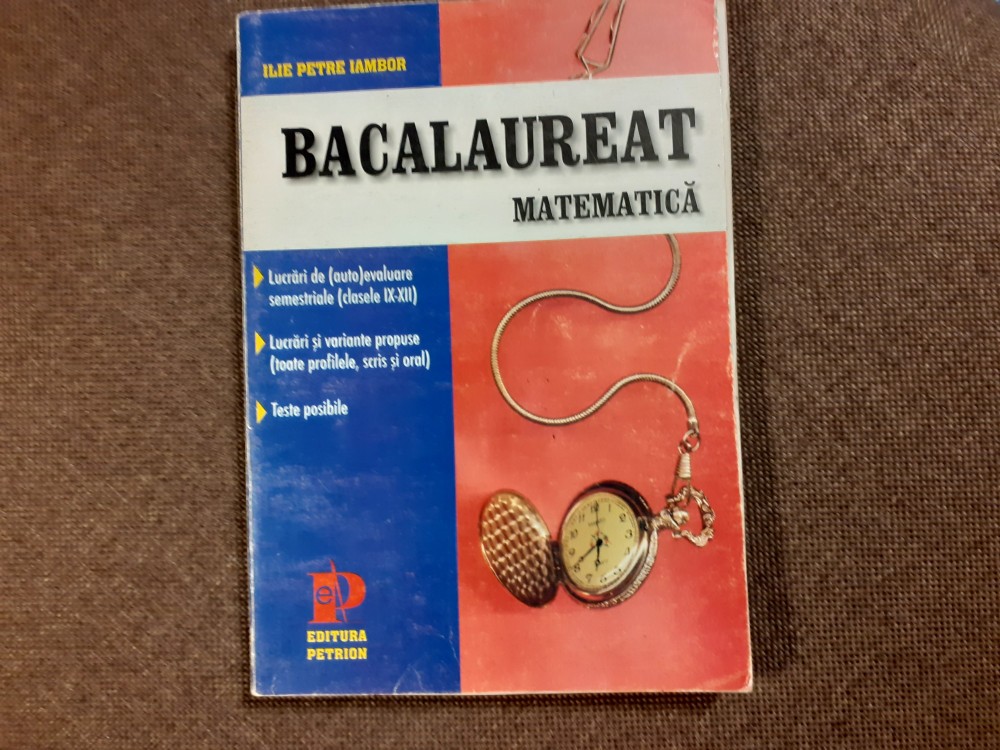 ILIE PETRE IAMBOR
BACALAUREAT
MATEMATICĂ
Lucrări de (auto)evaluare
semestriale (clasele IX-XII)
Lucrări și variante propuse
(toate profilele, scris și oral)
Teste posibile
eP
EDITURA
PETRION